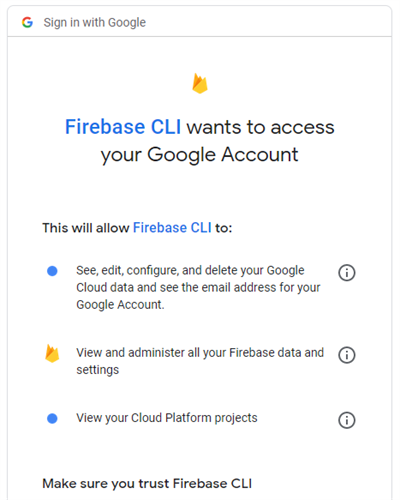 Sign in with Google
Firebase CLI wants to access
your Google Account
This will allow Firebase CLI to:
See, edit, configure, and delete your Google
Cloud data and see the email address for your
Google Account.
View and administer all your Firebase data and
settings
View your Cloud Platform projects
Make sure you trust Firebase CLI